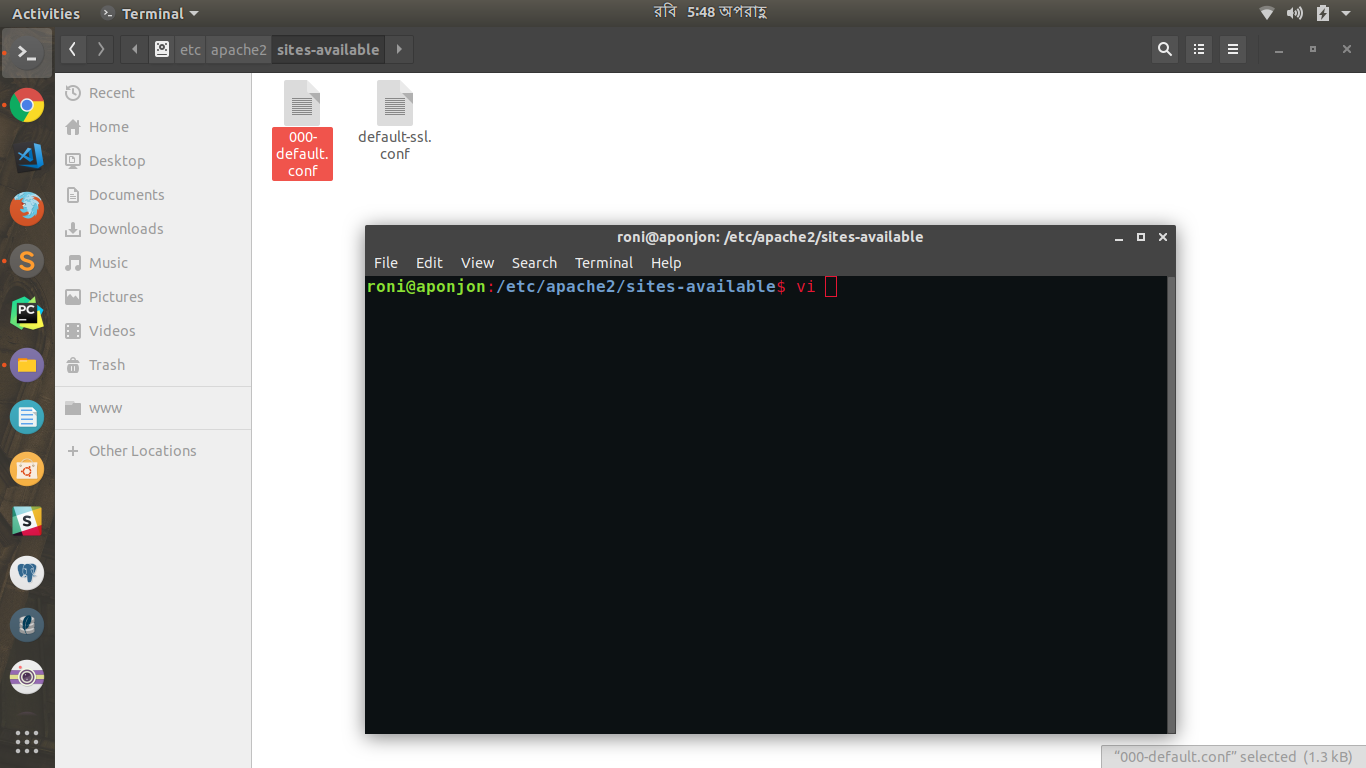 Activities
Terminal
রবি 5:48 অপরাহ্ণ
etc
apache2
sites-available
Recent
Home
Desktop
Documents
Downloads
Music
Pictures
Videos
Trash
www
Other Locations
000-
default.
conf
default-ssl.
conf
roni@aponjon: /etc/apache2/sites-available
File Edit View Search Terminal Help
roni@aponjon:/etc/apache2/sites-available$ vi
S
PC
S
"000-default.conf" selected (1.3 kB)